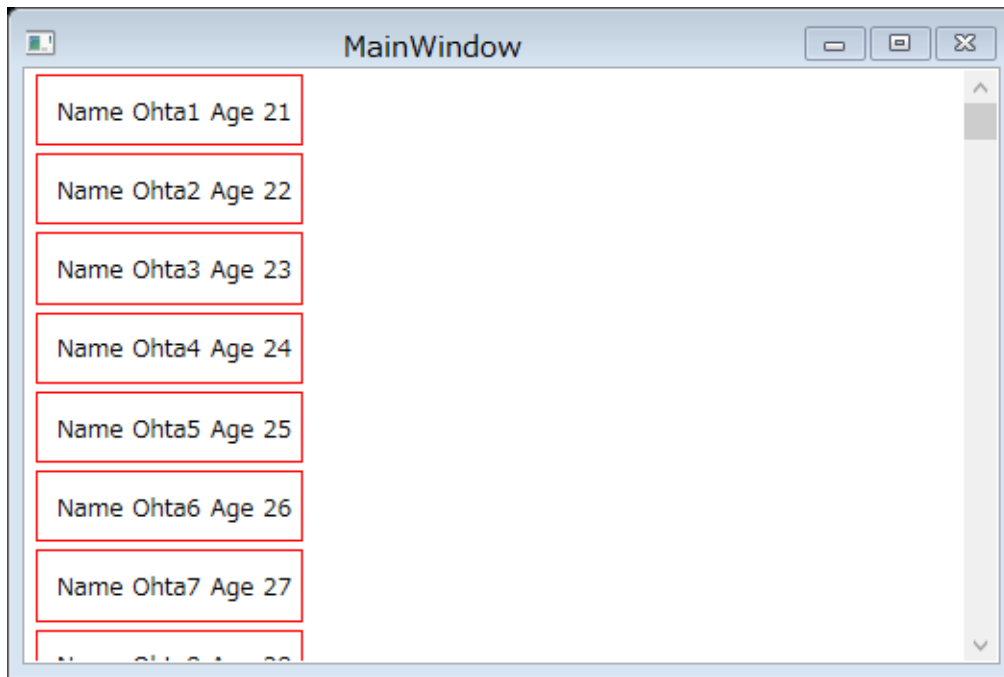 MainWindow
Name Ohta1 Age 21
Name Ohta2 Age 22
Name Ohta3 Age 23
Name Ohta4 Age 24
Name Ohta5 Age 25
Name Ohta6 Age 26
Name Ohta7 Age 27